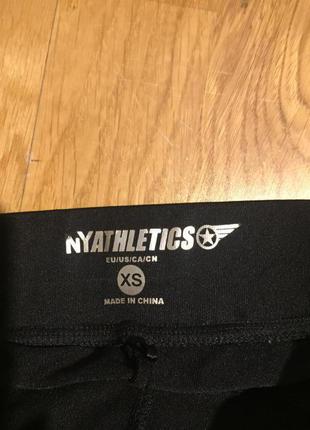 NYATHLETICS
EU/US/CA/CN
XS
MADE IN CHINA